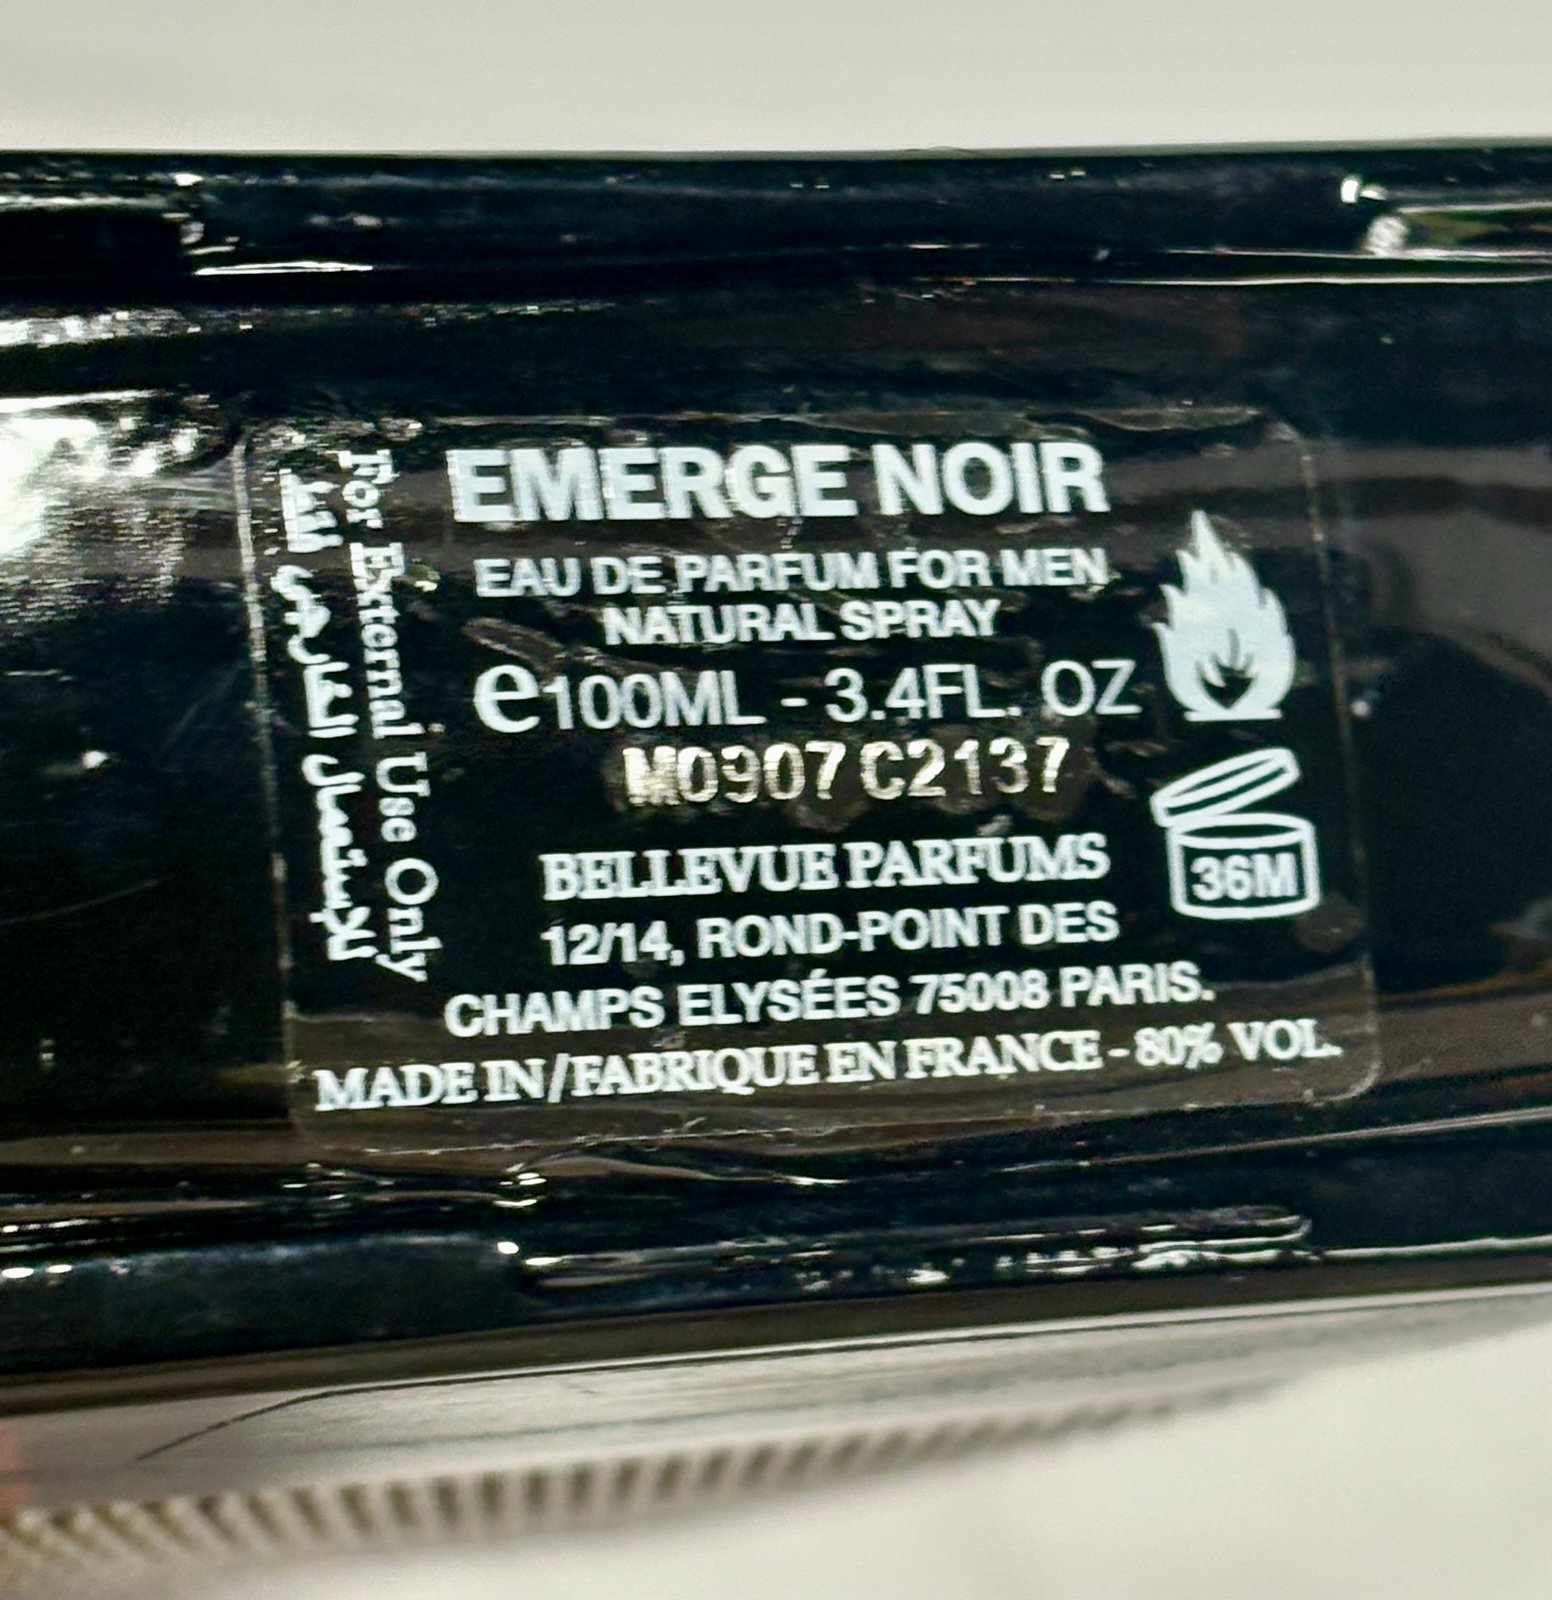 EMERGE NOIR
EAU DE PARFUM FOR MEN
NATURAL SPRAY
e100ML - 3.4FL. OZ
M0907 C2137
BELLEVUE PARFUMS
12/14, ROND-POINT DES
CHAMPS ELYSÉES 75008 PARIS.
MADE IN/FABRIQUE EN FRANCE - 80% VOL.
36M
For External Use Only
للاستعمال الخارجي فقط